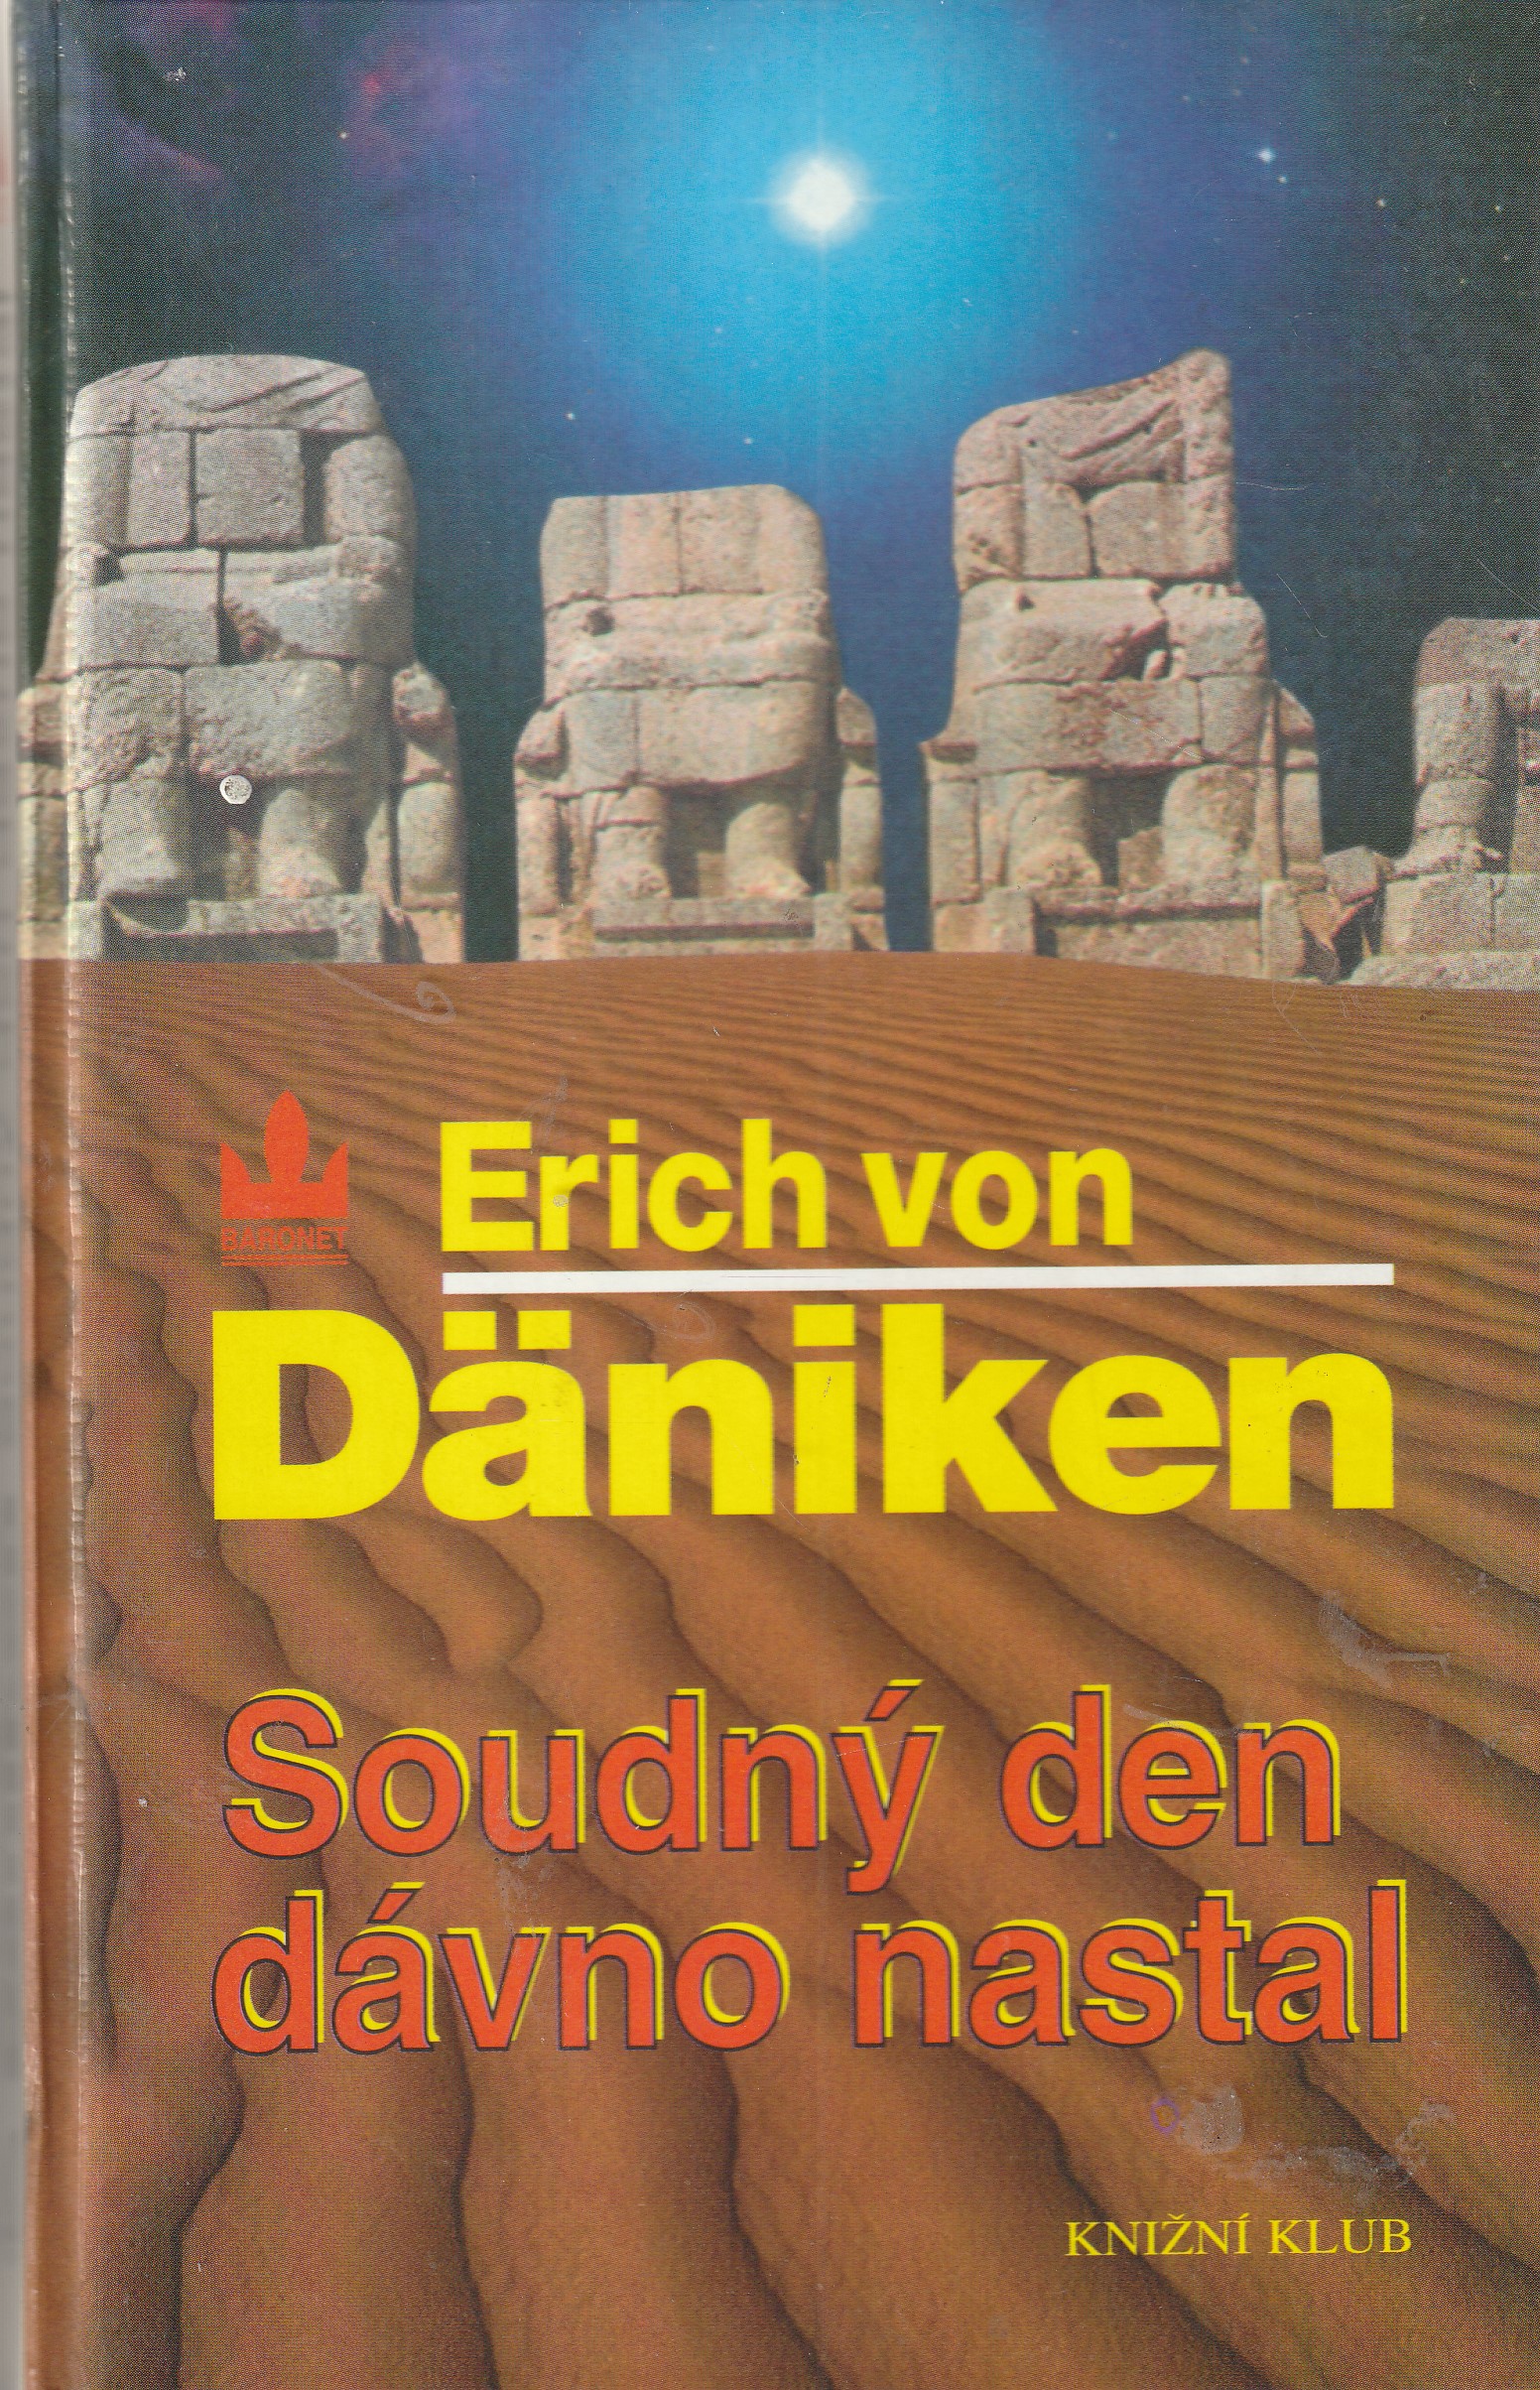 BARONET
Erich von
Däniken
Soudný den
dávno nastal
KNIŽNÍ KLUB